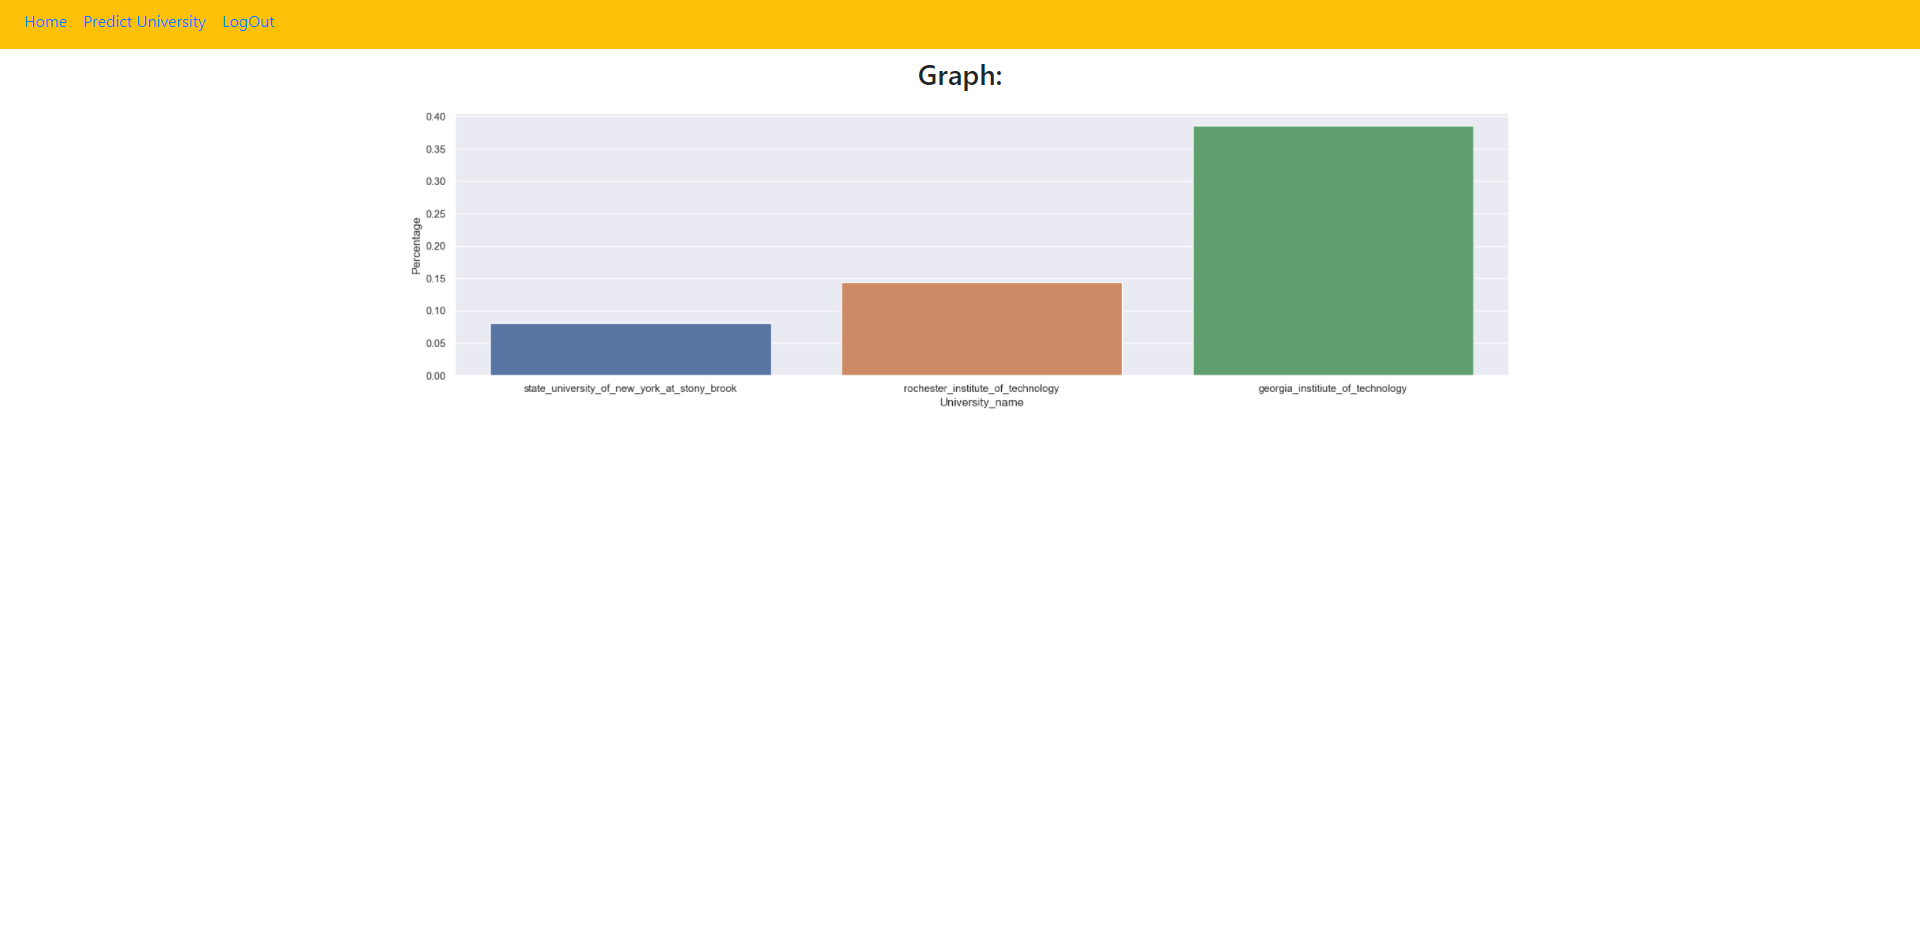 Home Predict University LogOut
Graph:
0.40
0.35
0.30
0.25
0.20
0.15
0.10
0.05
0.00
Percentage
state_university_of_new_york_at_stony_brook rochester_institute_of_technology georgia_institiute_of_technology
University_name